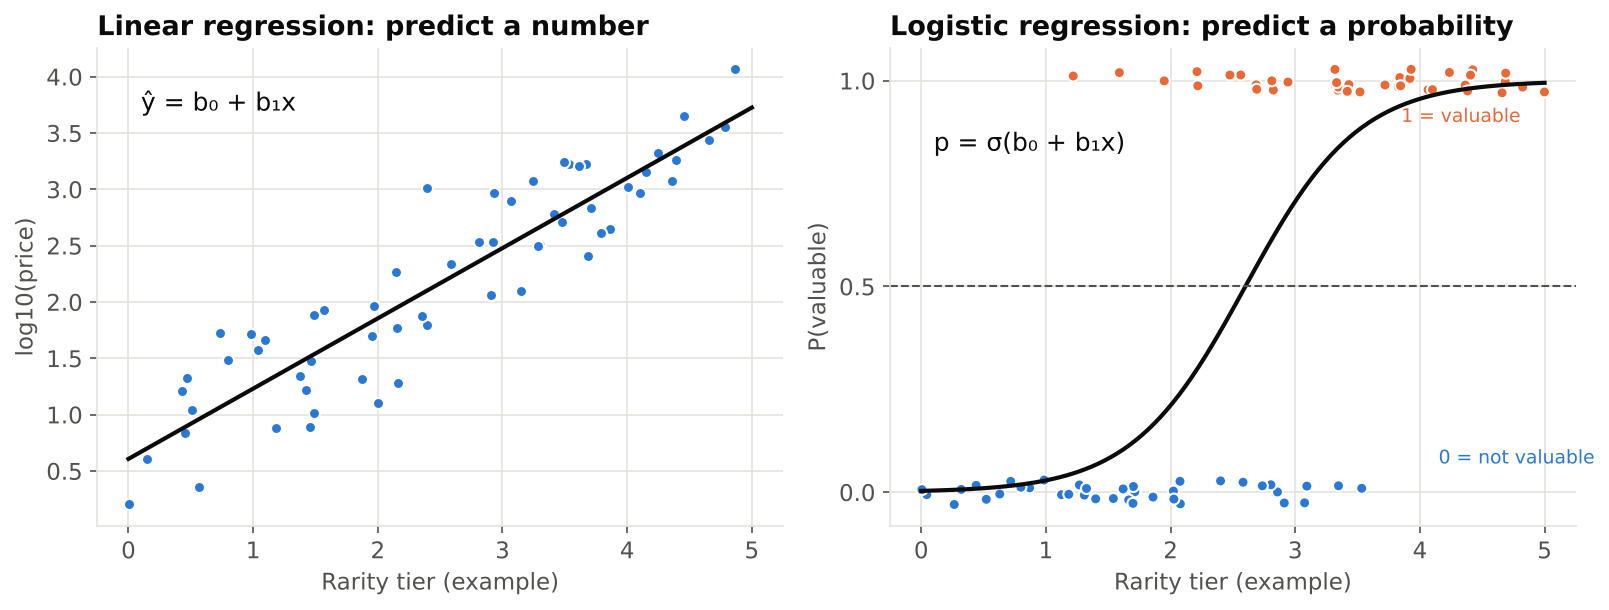 Linear regression: predict a number
ŷ = b₀ + b₁x
log10(price)
4.0
3.5
3.0
2.5
2.0
1.5
1.0
0.5
0 1 2 3 4 5
Rarity tier (example)
Logistic regression: predict a probability
p = σ(b₀ + b₁x)
1 = valuable
0 = not valuable
P(valuable)
1.0
0.5
0.0
0 1 2 3 4 5
Rarity tier (example)